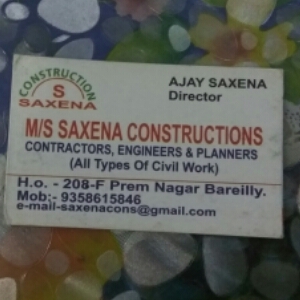 CONSTRUCTION
S
SAXENA
AJAY SAXENA
Director
M/S SAXENA CONSTRUCTIONS
CONTRACTORS, ENGINEERS & PLANNERS
(All Types Of Civil Work)
H.o. - 208-F Prem Nagar Bareilly.
Mob;- 9358615846
e-mail-saxenacons@gmail.com